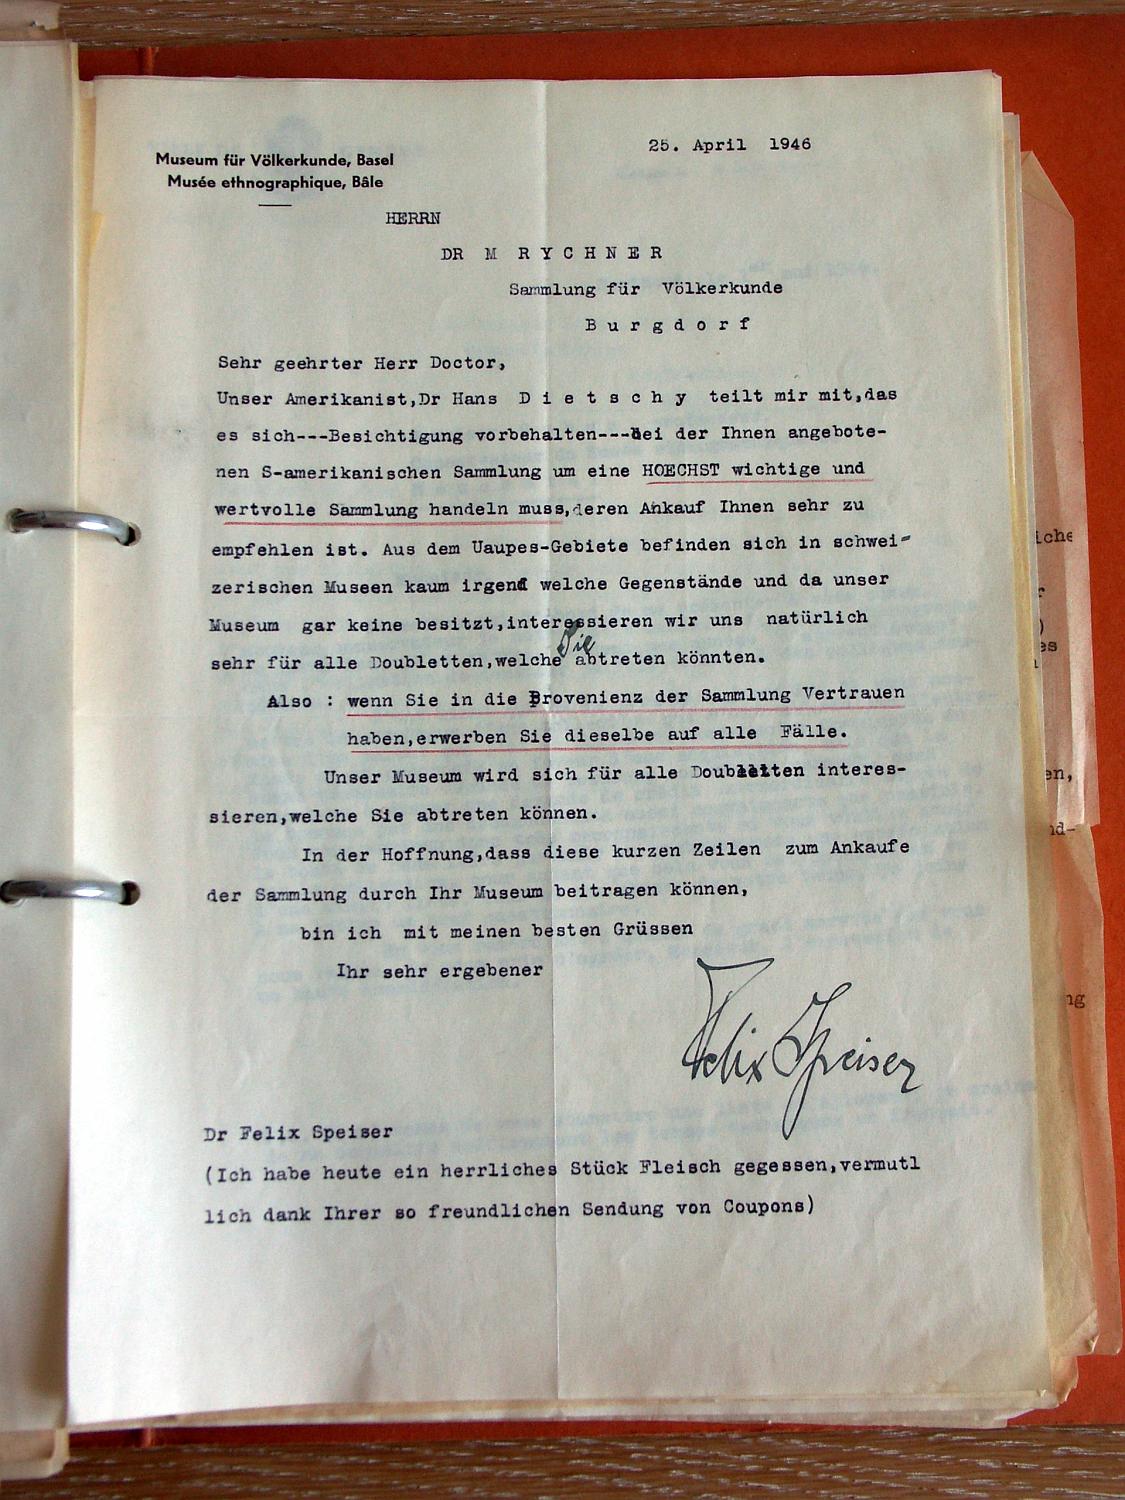 Museum für Völkerkunde, Basel
Musée ethnographique, Bâle
25. April 1946
HERRN
DR M R Y C H N E R
Sammlung für Völkerkunde
B u r g d o r f
Sehr geehrter Herr Doctor,
Unser Amerikanist,Dr Hans D i e t s c h y teilt mir mit,das
es sich---Besichtigung vorbehalten---bei der Ihnen angebote-
nen S-amerikanischen Sammlung um eine HOECHST wichtige und
wertvolle Sammlung handeln muss,deren Ankauf Ihnen sehr zu
empfehlen ist. Aus dem Uaupes-Gebiete befinden sich in schwei-
zerischen Museen kaum irgend welche Gegenstände und da unser
Museum gar keine besitzt,interessieren wir uns natürlich
sehr für alle Doubletten,welche Sie abtreten könnten.
Also : wenn Sie in die Provenienz der Sammlung Vertrauen
haben,erwerben Sie dieselbe auf alle Fälle.
Unser Museum wird sich für alle Doubletten interes-
sieren,welche Sie abtreten können.
In der Hoffnung,dass diese kurzen Zeilen zum Ankaufe
der Sammlung durch Ihr Museum beitragen können,
bin ich mit meinen besten Grüssen
Ihr sehr ergebener
Felix Speiser
Dr Felix Speiser
(Ich habe heute ein herrliches Stück Fleisch gegessen,vermutl
lich dank Ihrer so freundlichen Sendung von Coupons)